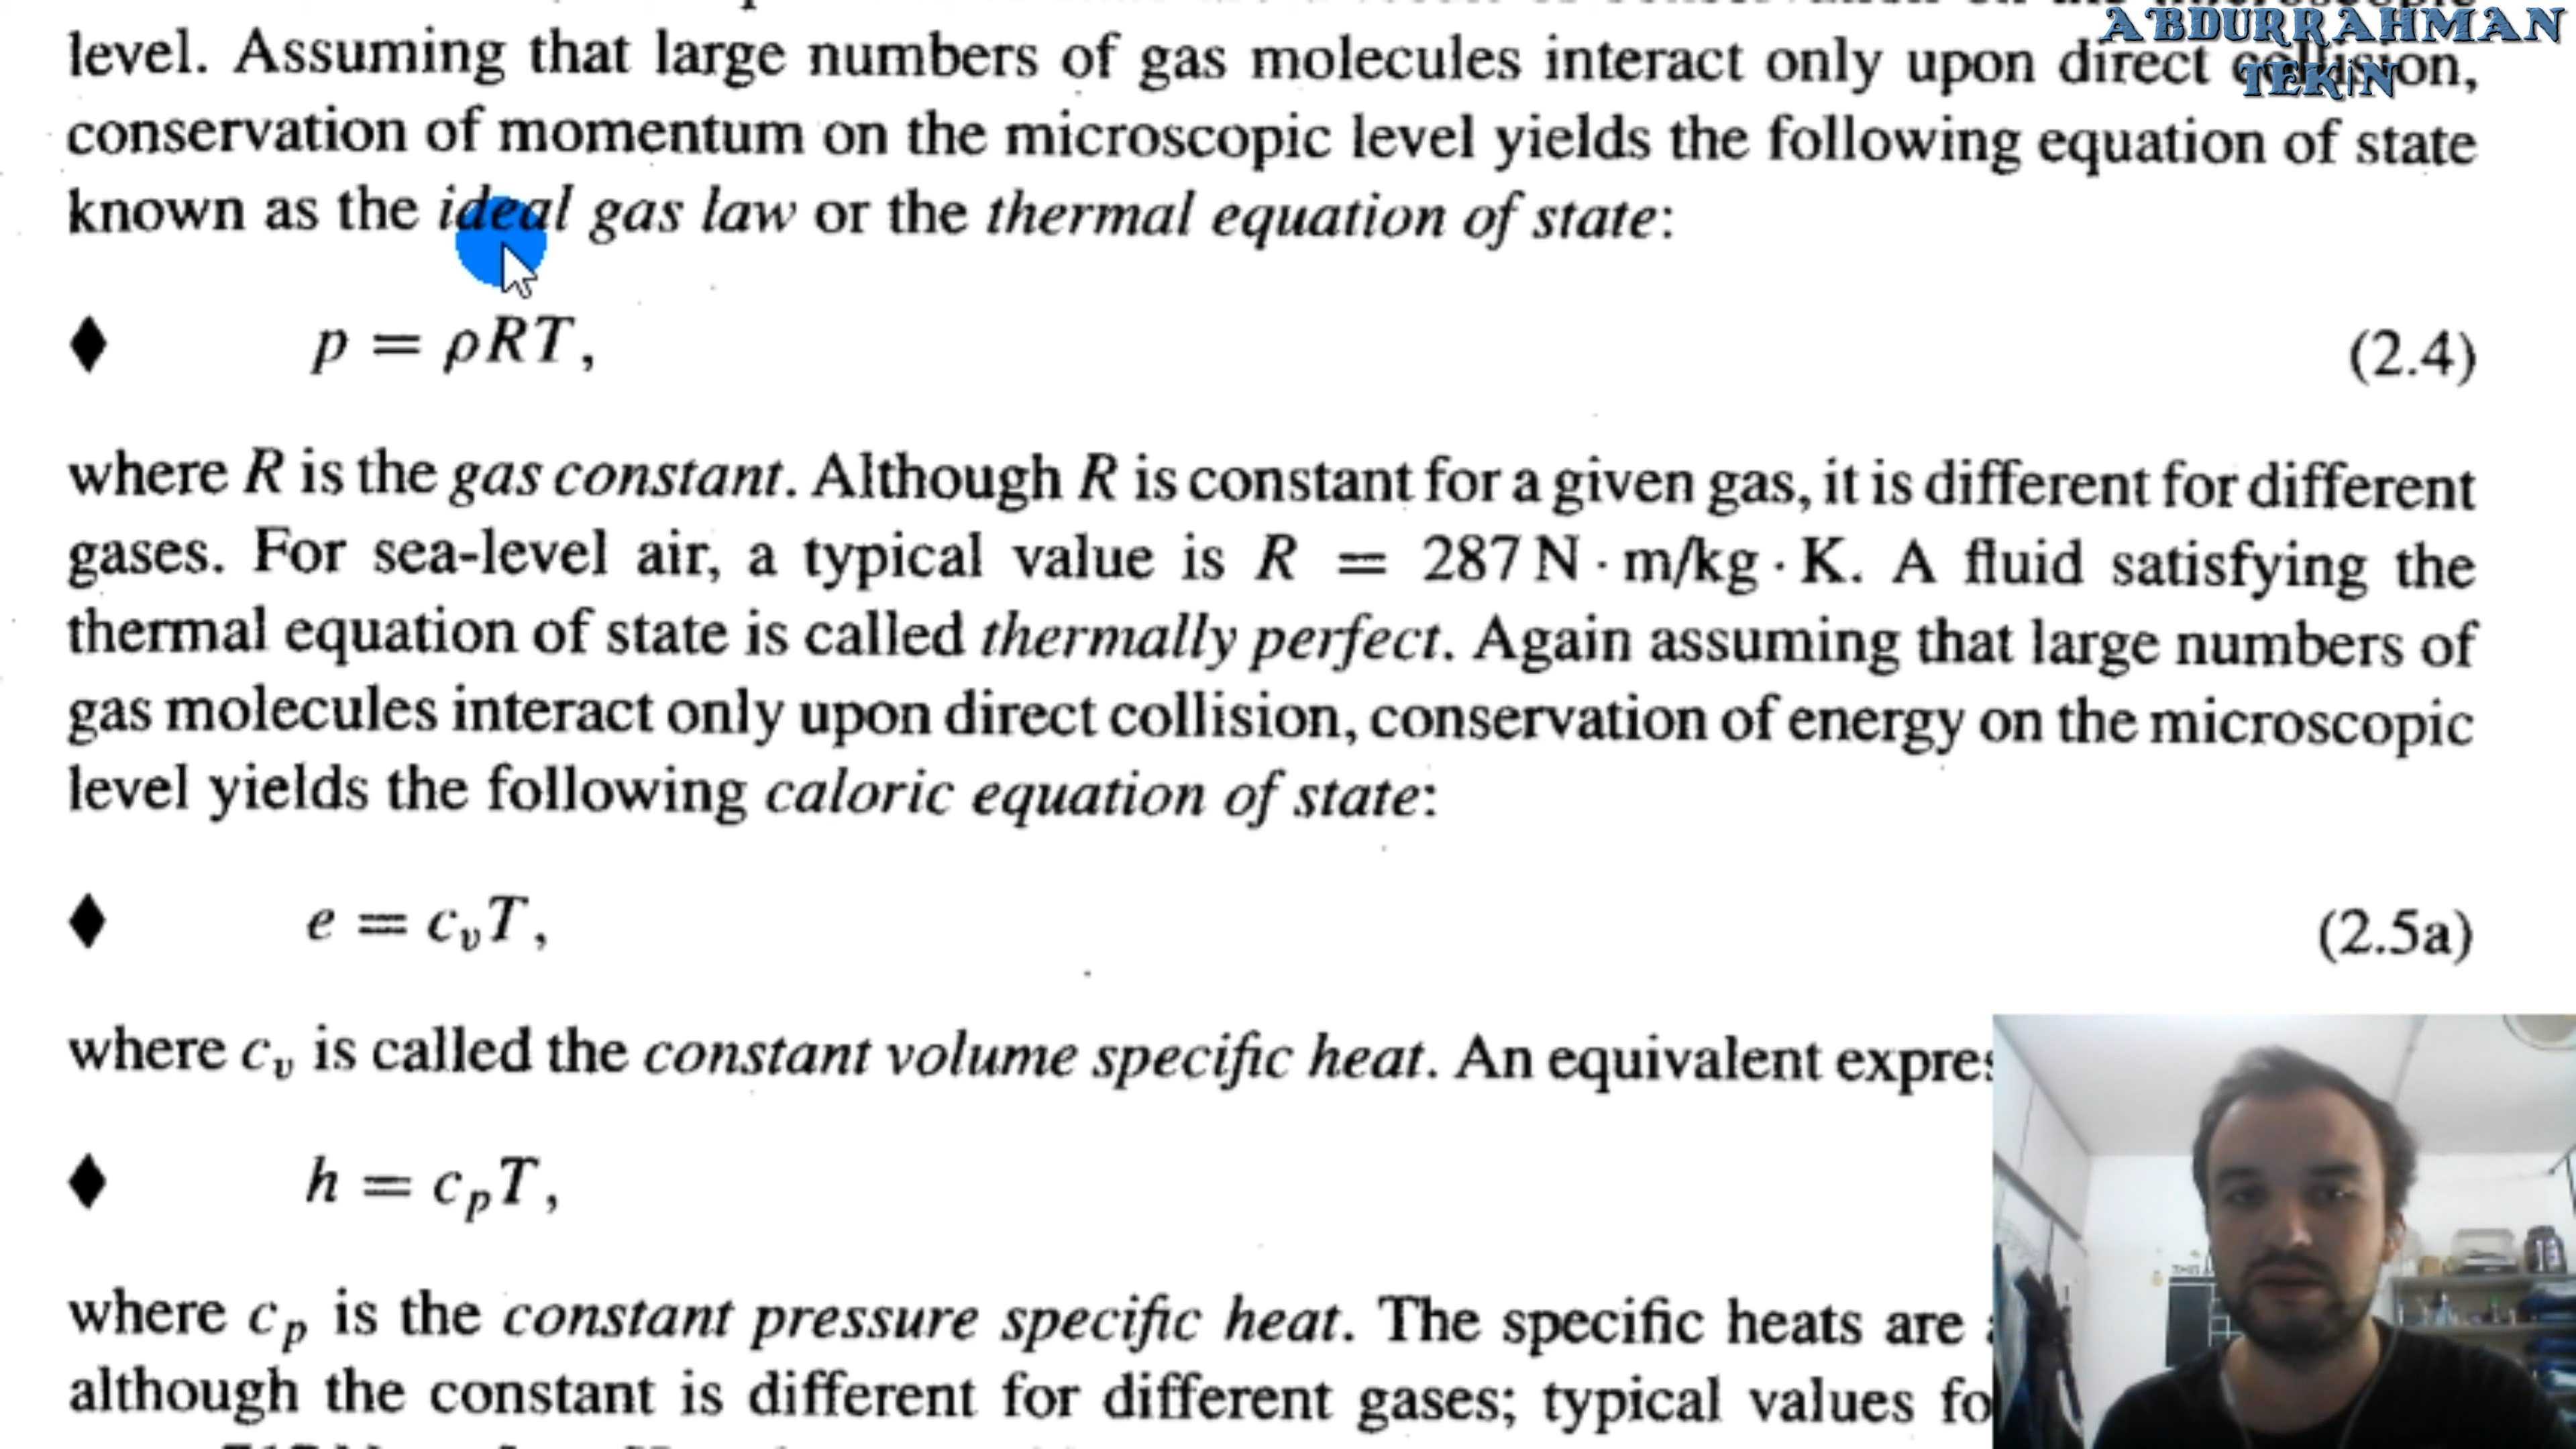 level. Assuming that large numbers of gas molecules interact only upon direct collision,
conservation of momentum on the microscopic level yields the following equation of state
known as the ideal gas law or the thermal equation of state:
♦ p = ρRT, (2.4)
where R is the gas constant. Although R is constant for a given gas, it is different for different
gases. For sea-level air, a typical value is R = 287 N · m/kg · K. A fluid satisfying the
thermal equation of state is called thermally perfect. Again assuming that large numbers of
gas molecules interact only upon direct collision, conservation of energy on the microscopic
level yields the following caloric equation of state:
♦ e = cᵥT, (2.5a)
where cᵥ is called the constant volume specific heat. An equivalent expres
♦ h = cₚT,
where cₚ is the constant pressure specific heat. The specific heats are
although the constant is different for different gases; typical values fo
ABDURRAHMAN
TEKİN